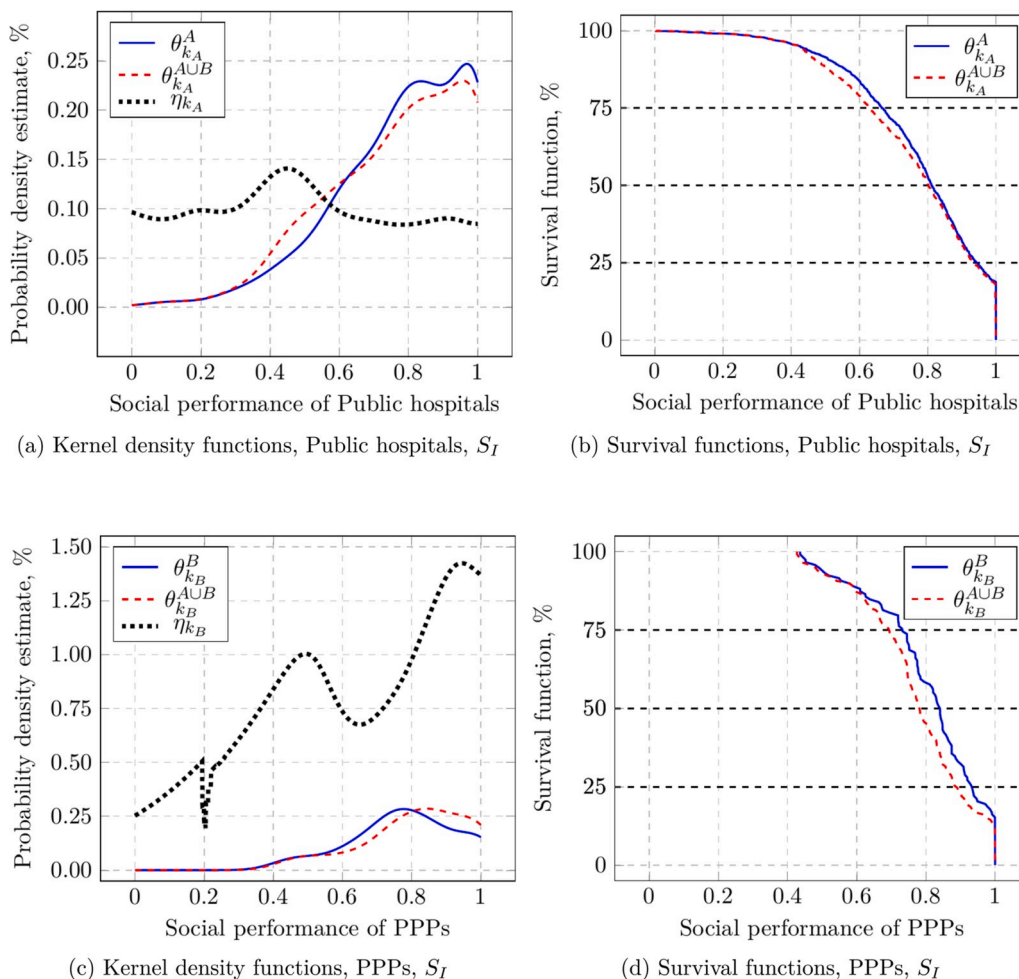 Probability density estimate, %
0.25
0.20
0.15
0.10
0.05
0.00
θ^A_{k_A}
θ^{A∪B}_{k_A}
η_{k_A}
0 0.2 0.4 0.6 0.8 1
Social performance of Public hospitals
(a) Kernel density functions, Public hospitals, S_I
Survival function, %
100
75
50
25
0
θ^A_{k_A}
θ^{A∪B}_{k_A}
0 0.2 0.4 0.6 0.8 1
Social performance of Public hospitals
(b) Survival functions, Public hospitals, S_I
Probability density estimate, %
1.50
1.25
1.00
0.75
0.50
0.25
0.00
θ^B_{k_B}
θ^{A∪B}_{k_B}
η_{k_B}
0 0.2 0.4 0.6 0.8 1
Social performance of PPPs
(c) Kernel density functions, PPPs, S_I
Survival function, %
100
75
50
25
0
θ^B_{k_B}
θ^{A∪B}_{k_B}
0 0.2 0.4 0.6 0.8 1
Social performance of PPPs
(d) Survival functions, PPPs, S_I